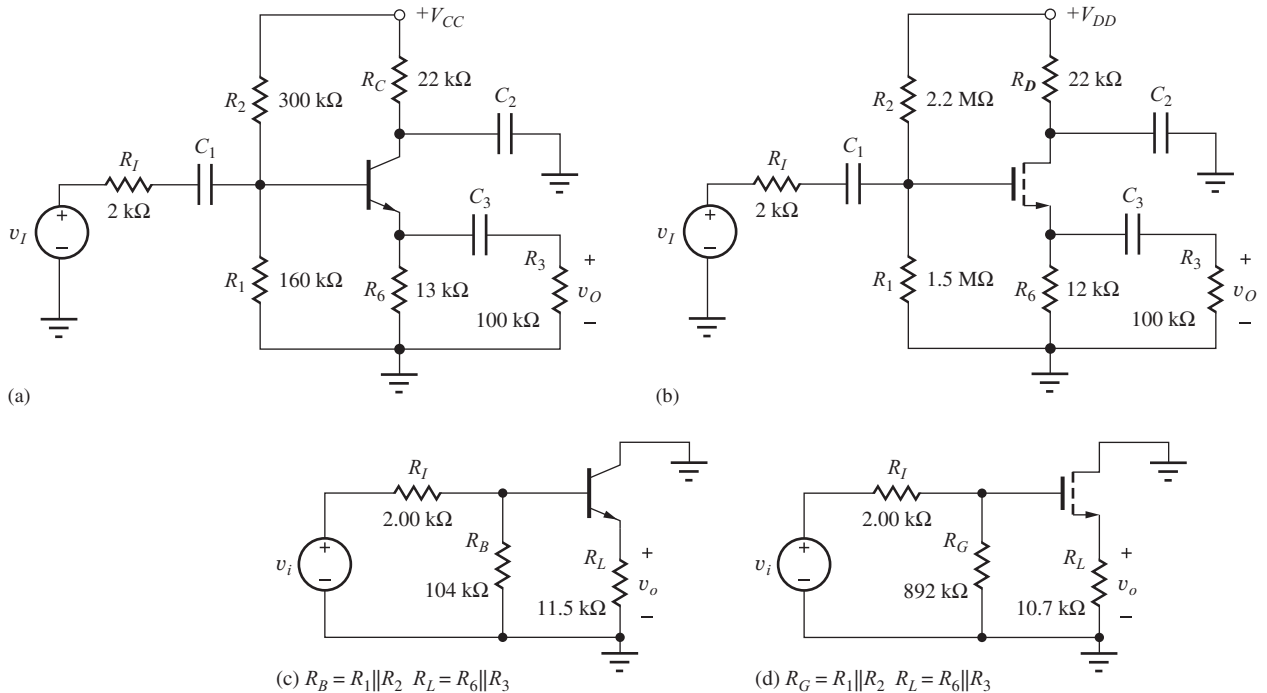 +V_CC
R_C
22 kΩ
R_2
300 kΩ
C_2
R_I
C_1
2 kΩ
v_I
+
−
C_3
R_1
160 kΩ
R_6
13 kΩ
R_3
100 kΩ
+
v_O
−
(a)
+V_DD
R_D
22 kΩ
R_2
2.2 MΩ
C_2
R_I
C_1
2 kΩ
v_I
+
−
C_3
R_1
1.5 MΩ
R_6
12 kΩ
R_3
100 kΩ
+
v_O
−
(b)
R_I
2.00 kΩ
v_i
+
−
R_B
104 kΩ
R_L
11.5 kΩ
+
v_o
−
(c) R_B = R_1||R_2 R_L = R_6||R_3
R_I
2.00 kΩ
v_i
+
−
R_G
892 kΩ
R_L
10.7 kΩ
+
v_o
−
(d) R_G = R_1||R_2 R_L = R_6||R_3